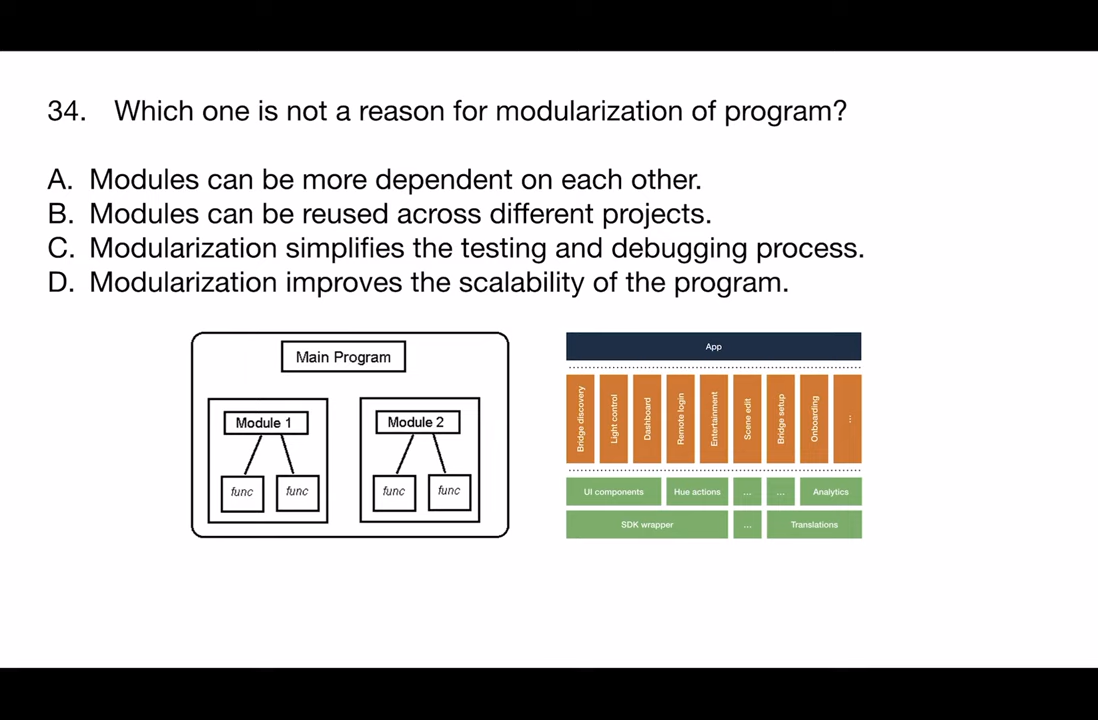 34. Which one is not a reason for modularization of program?
A. Modules can be more dependent on each other.
B. Modules can be reused across different projects.
C. Modularization simplifies the testing and debugging process.
D. Modularization improves the scalability of the program.
Main Program
Module 1
Module 2
func
func
func
func
App
Bridge discovery
Light control
Dashboard
Remote login
Entertainment
Scene edit
Bridge setup
Onboarding
...
UI components
Hue actions
...
...
Analytics
SDK wrapper
...
Translations